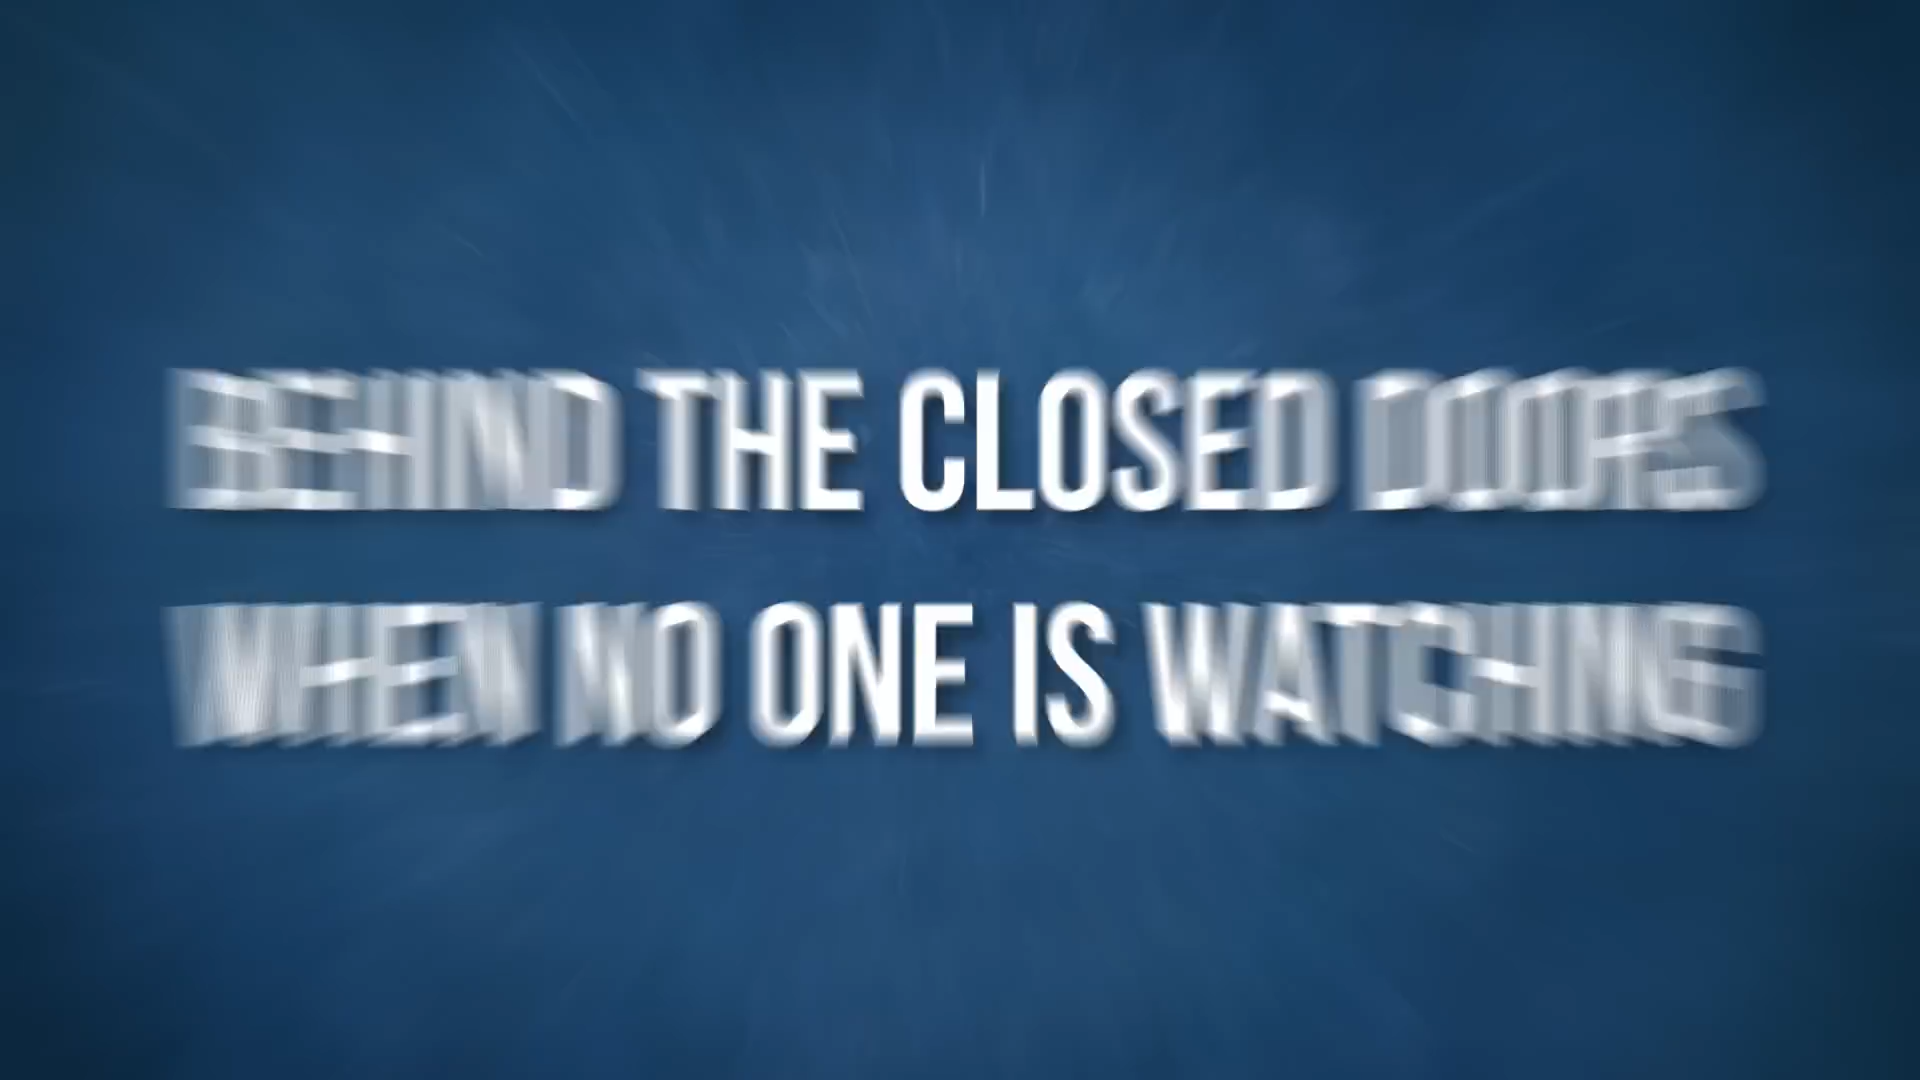 BEHIND THE CLOSED DOORS
WHEN NO ONE IS WATCHING